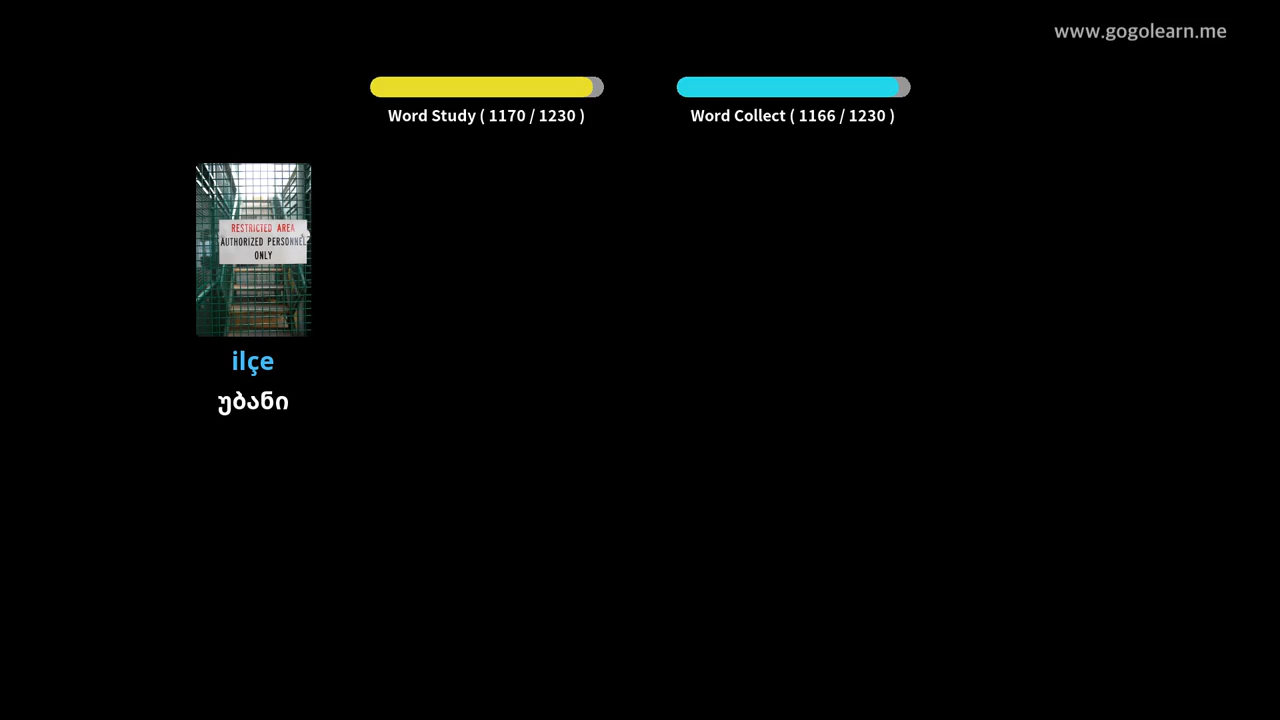 www.gogolearn.me
Word Study ( 1170 / 1230 )
Word Collect ( 1166 / 1230 )
RESTRICTED AREA
AUTHORIZED PERSONNEL
ONLY
ilçe
უბანი